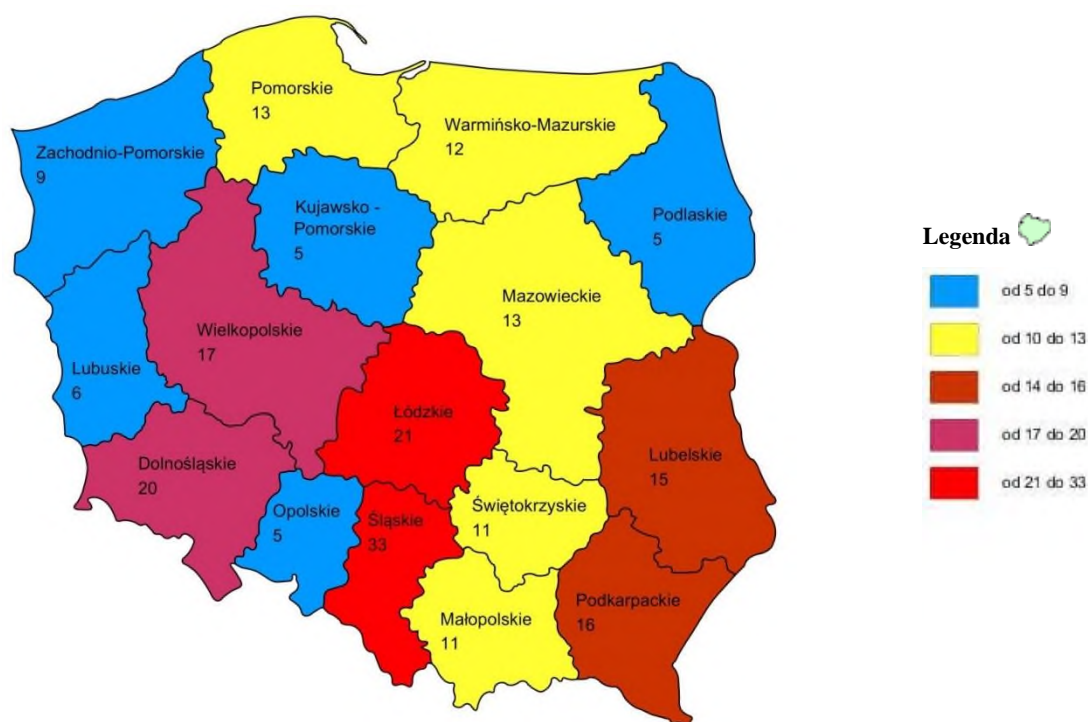 Pomorskie
13
Warmińsko-Mazurskie
12
Zachodnio-Pomorskie
9
Kujawsko -
Pomorskie
5
Podlaskie
5
Mazowieckie
13
Wielkopolskie
17
Lubuskie
6
Łódzkie
21
Lubelskie
15
Dolnośląskie
20
Opolskie
5
Śląskie
33
Świętokrzyskie
11
Małopolskie
11
Podkarpackie
16
Legenda
od 5 do 9
od 10 do 13
od 14 do 16
od 17 do 20
od 21 do 33